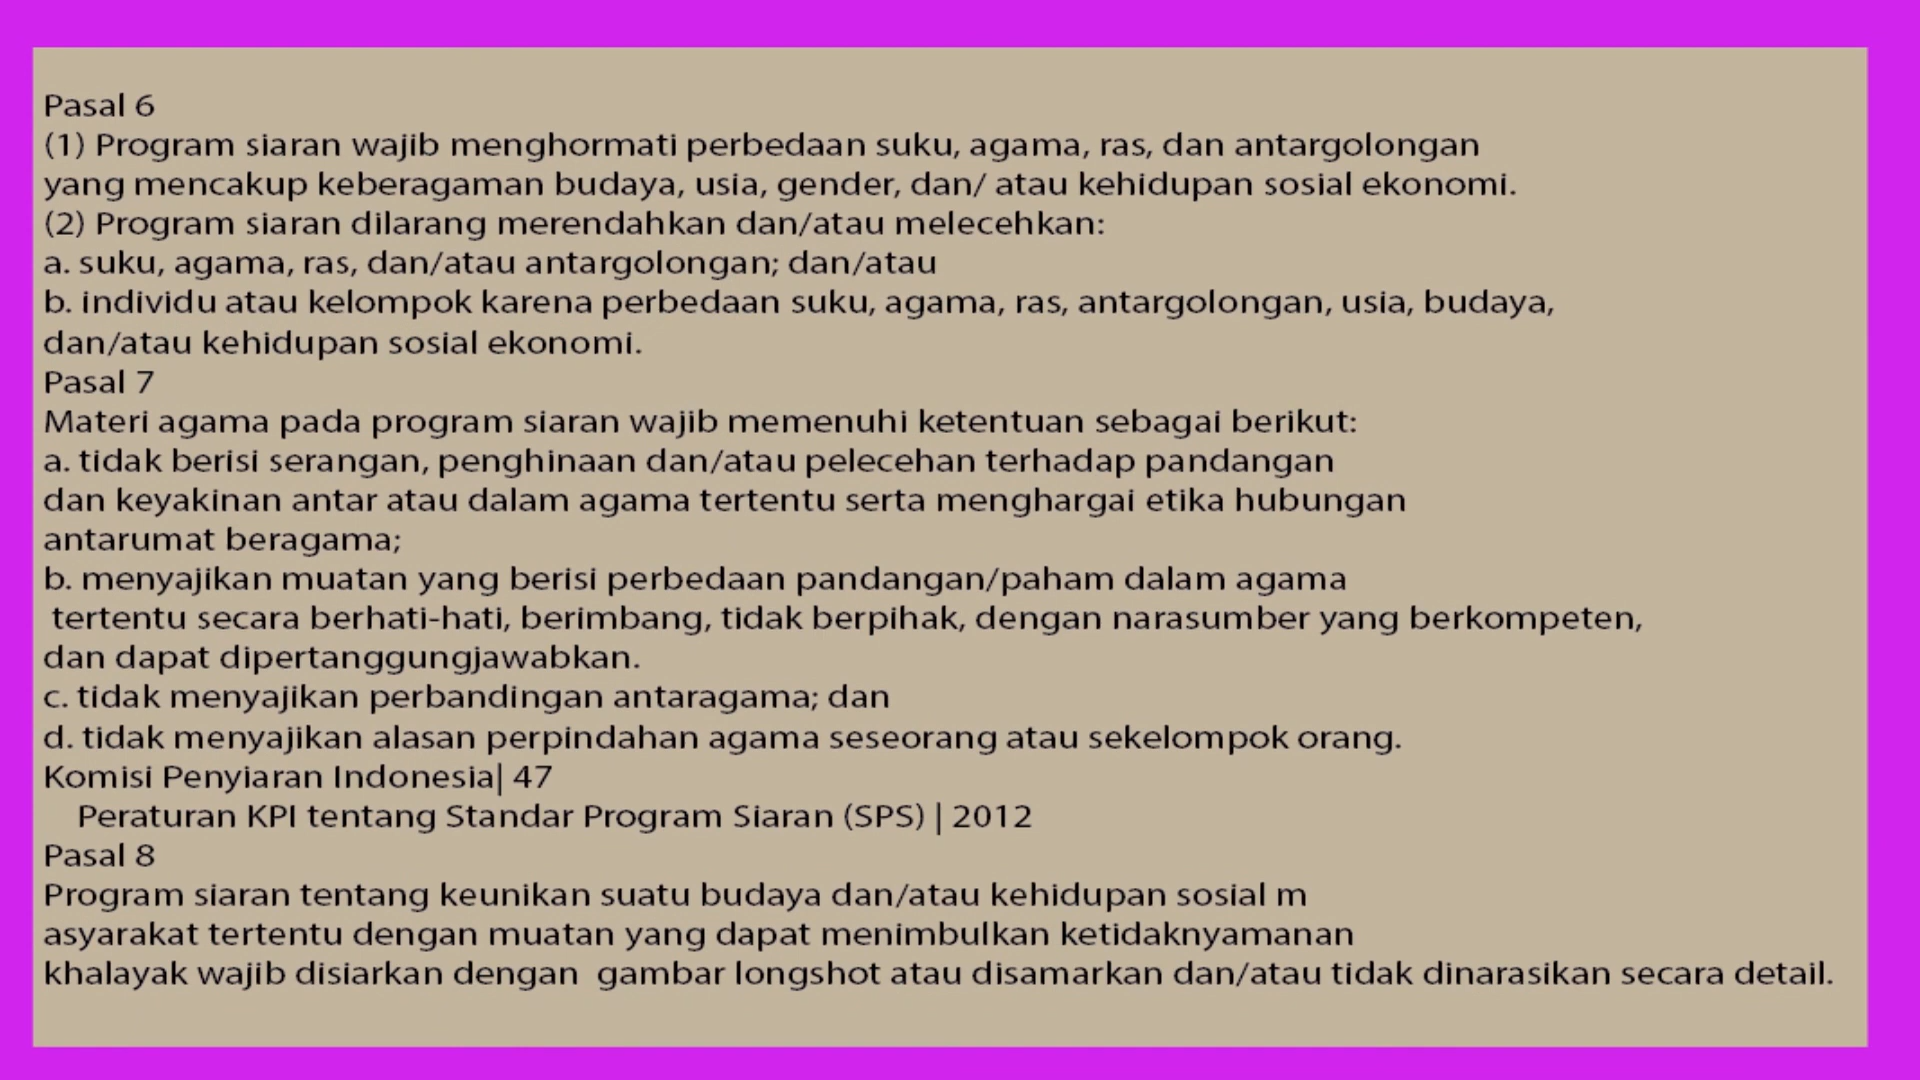 Pasal 6
(1) Program siaran wajib menghormati perbedaan suku, agama, ras, dan antargolongan
yang mencakup keberagaman budaya, usia, gender, dan/ atau kehidupan sosial ekonomi.
(2) Program siaran dilarang merendahkan dan/atau melecehkan:
a. suku, agama, ras, dan/atau antargolongan; dan/atau
b. individu atau kelompok karena perbedaan suku, agama, ras, antargolongan, usia, budaya,
dan/atau kehidupan sosial ekonomi.
Pasal 7
Materi agama pada program siaran wajib memenuhi ketentuan sebagai berikut:
a. tidak berisi serangan, penghinaan dan/atau pelecehan terhadap pandangan
dan keyakinan antar atau dalam agama tertentu serta menghargai etika hubungan
antarumat beragama;
b. menyajikan muatan yang berisi perbedaan pandangan/paham dalam agama
tertentu secara berhati-hati, berimbang, tidak berpihak, dengan narasumber yang berkompeten,
dan dapat dipertanggungjawabkan.
c. tidak menyajikan perbandingan antaragama; dan
d. tidak menyajikan alasan perpindahan agama seseorang atau sekelompok orang.
Komisi Penyiaran Indonesia| 47
Peraturan KPI tentang Standar Program Siaran (SPS) | 2012
Pasal 8
Program siaran tentang keunikan suatu budaya dan/atau kehidupan sosial m
asyarakat tertentu dengan muatan yang dapat menimbulkan ketidaknyamanan
khalayak wajib disiarkan dengan  gambar longshot atau disamarkan dan/atau tidak dinarasikan secara detail.